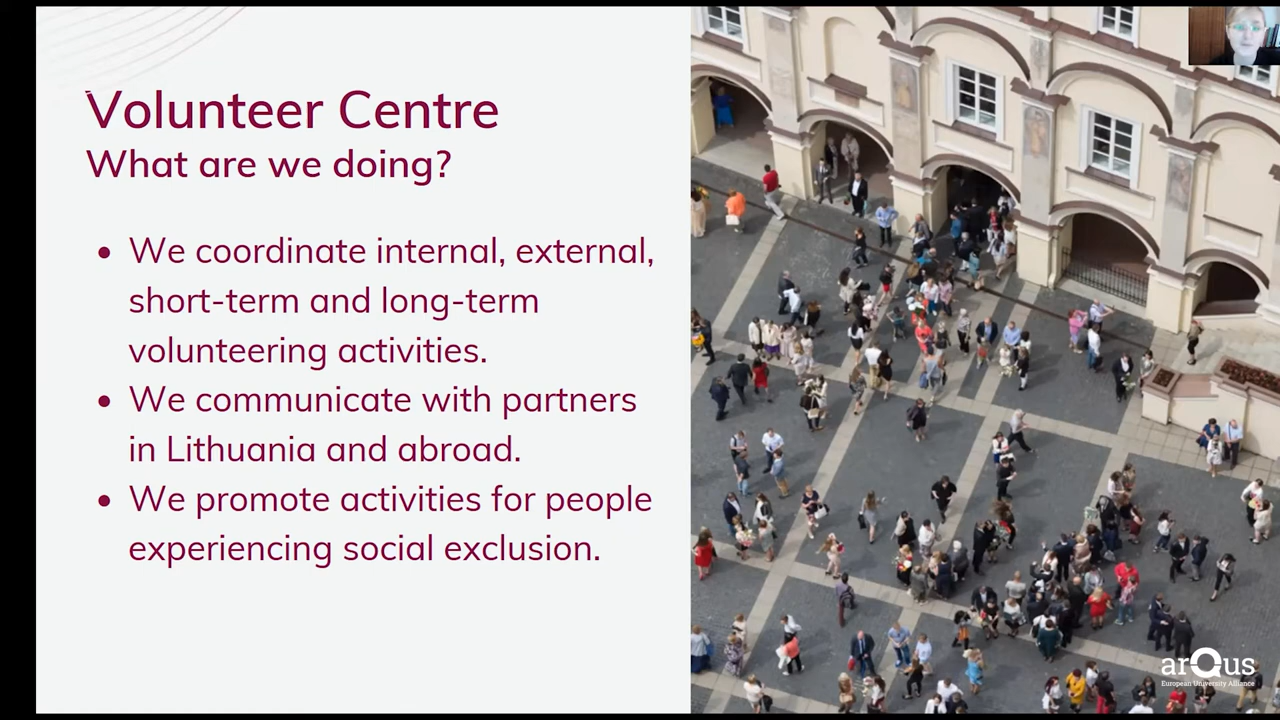 Volunteer Centre
What are we doing?
• We coordinate internal, external,
short-term and long-term
volunteering activities.
• We communicate with partners
in Lithuania and abroad.
• We promote activities for people
experiencing social exclusion.
arQus
European University Alliance